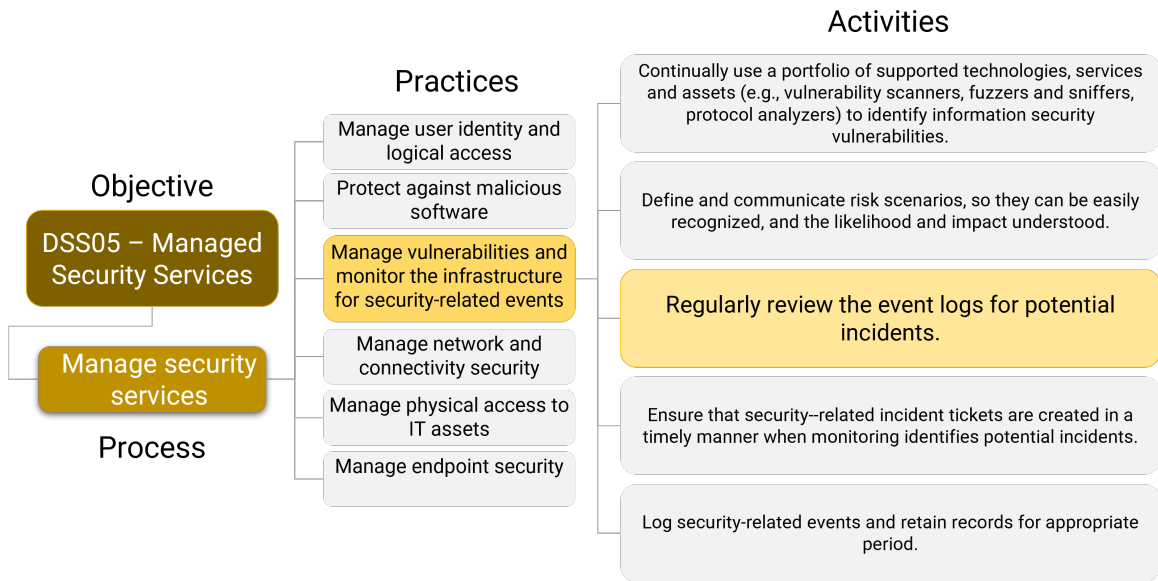 Objective
DSS05 – Managed
Security Services
Manage security
services
Process
Practices
Manage user identity and
logical access
Protect against malicious
software
Manage vulnerabilities and
monitor the infrastructure
for security-related events
Manage network and
connectivity security
Manage physical access to
IT assets
Manage endpoint security
Activities
Continually use a portfolio of supported technologies, services
and assets (e.g., vulnerability scanners, fuzzers and sniffers,
protocol analyzers) to identify information security
vulnerabilities.
Define and communicate risk scenarios, so they can be easily
recognized, and the likelihood and impact understood.
Regularly review the event logs for potential
incidents.
Ensure that security--related incident tickets are created in a
timely manner when monitoring identifies potential incidents.
Log security-related events and retain records for appropriate
period.